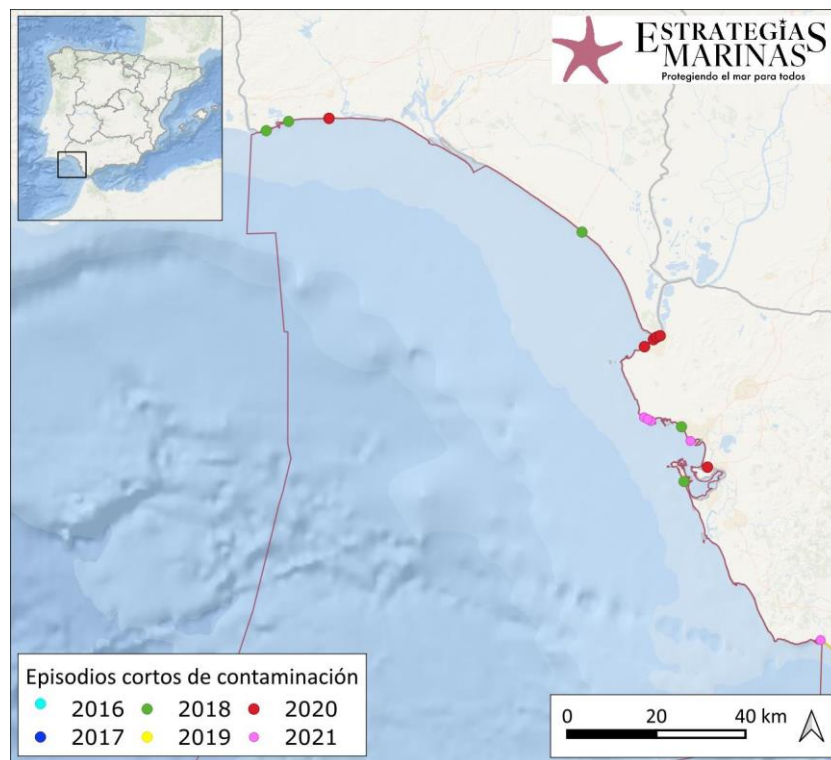 ESTRATEGIAS
MARINAS
Protegiendo el mar para todos
Episodios cortos de contaminación
2016 2018 2020
2017 2019 2021
0 20 40 km